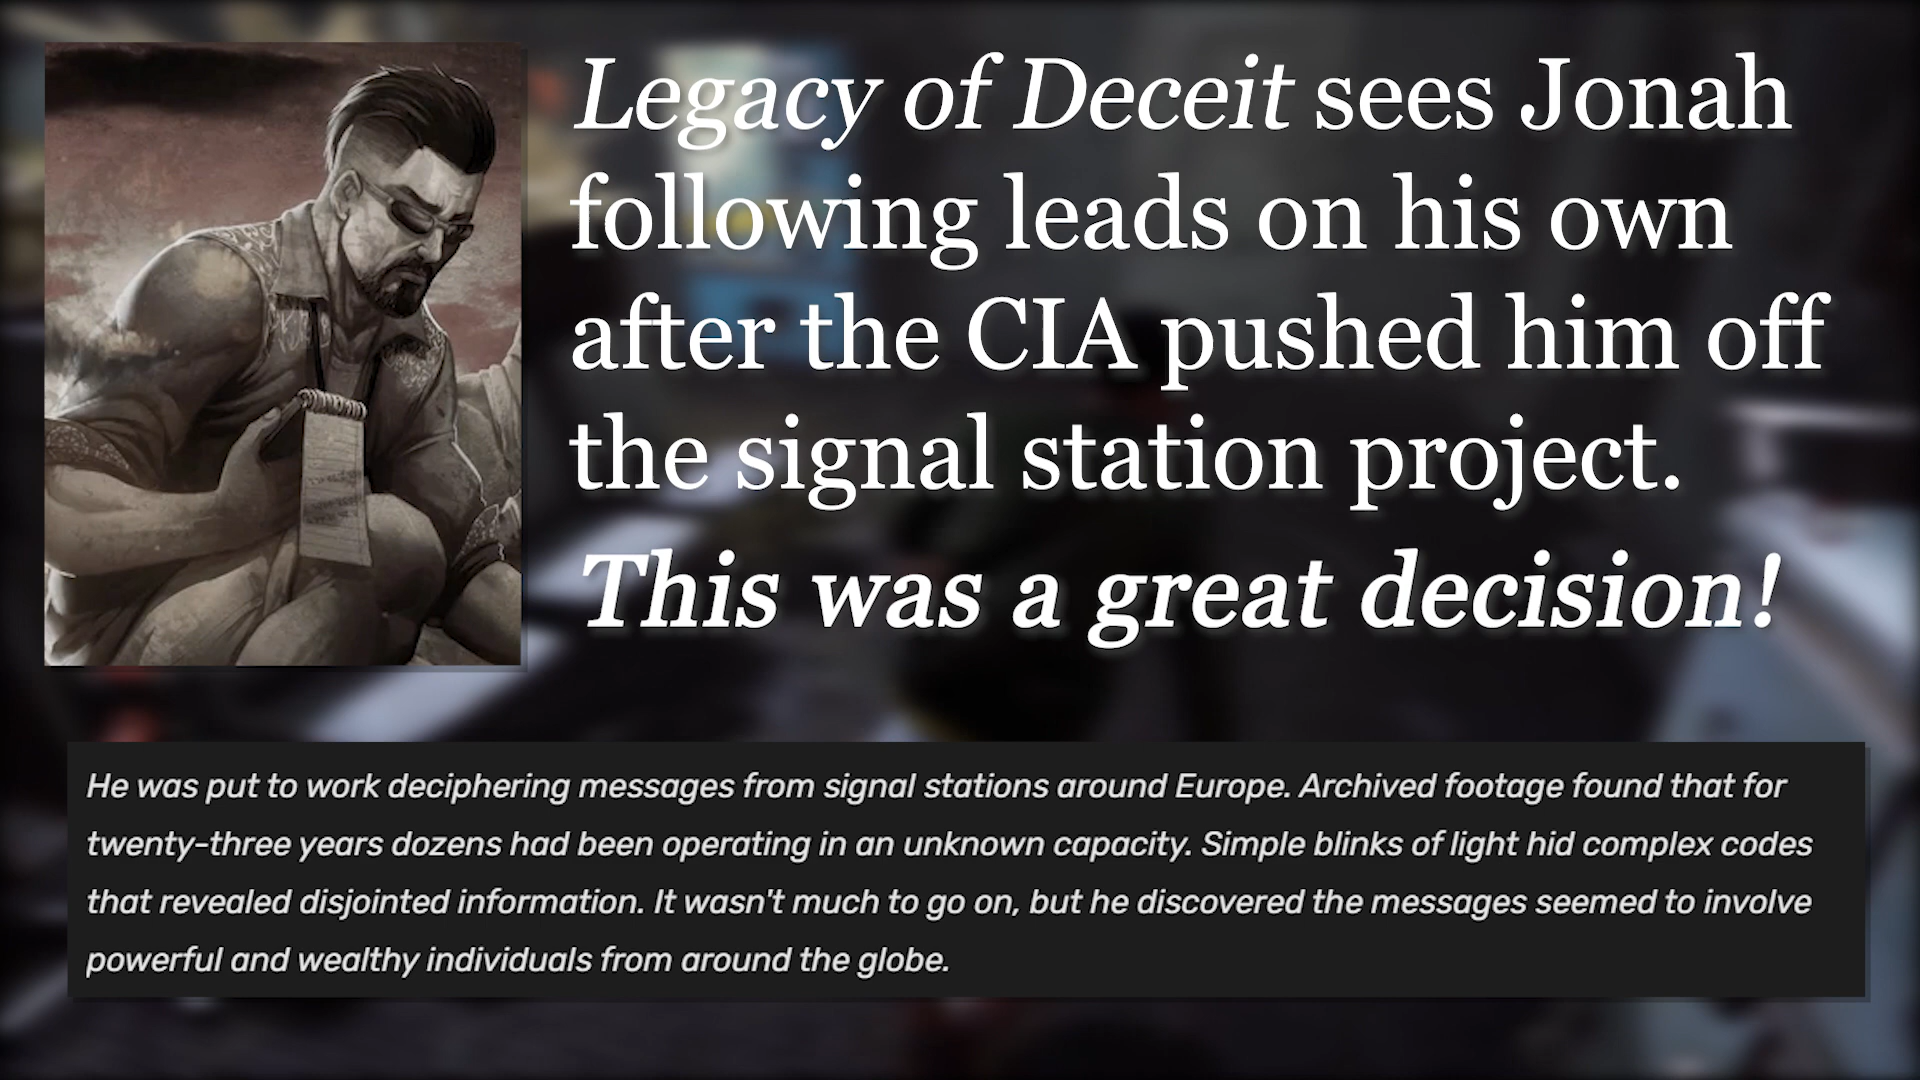 Legacy of Deceit sees Jonah
following leads on his own
after the CIA pushed him off
the signal station project.
This was a great decision!
He was put to work deciphering messages from signal stations around Europe. Archived footage found that for
twenty-three years dozens had been operating in an unknown capacity. Simple blinks of light hid complex codes
that revealed disjointed information. It wasn't much to go on, but he discovered the messages seemed to involve
powerful and wealthy individuals from around the globe.